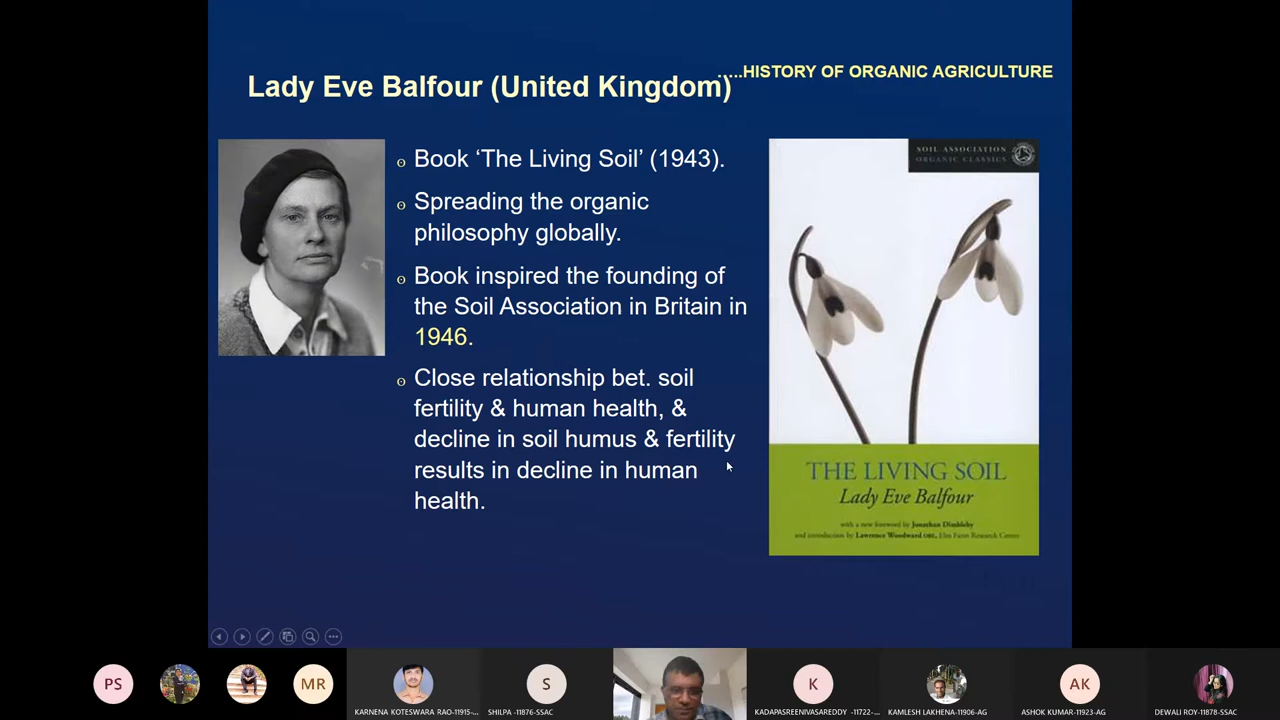 .....HISTORY OF ORGANIC AGRICULTURE
Lady Eve Balfour (United Kingdom)
Book ‘The Living Soil’ (1943).
Spreading the organic
philosophy globally.
Book inspired the founding of
the Soil Association in Britain in
1946.
Close relationship bet. soil
fertility & human health, &
decline in soil humus & fertility
results in decline in human
health.
SOIL ASSOCIATION
ORGANIC CLASSICS
THE LIVING SOIL
Lady Eve Balfour
with a new foreword by Jonathan Dimbleby
and introduction by Lawrence Woodward OBE, Elm Farm Research Centre
PS
MR
KARNENA KOTESWARA RAO-11915-...
S
SHILPA -11876-SSAC
K
KADAPASREENIVASAREDDY -11722-...
KAMLESH LAKHENA-11906-AG
AK
ASHOK KUMAR-11923-AG
DEWALI ROY-11878-SSAC